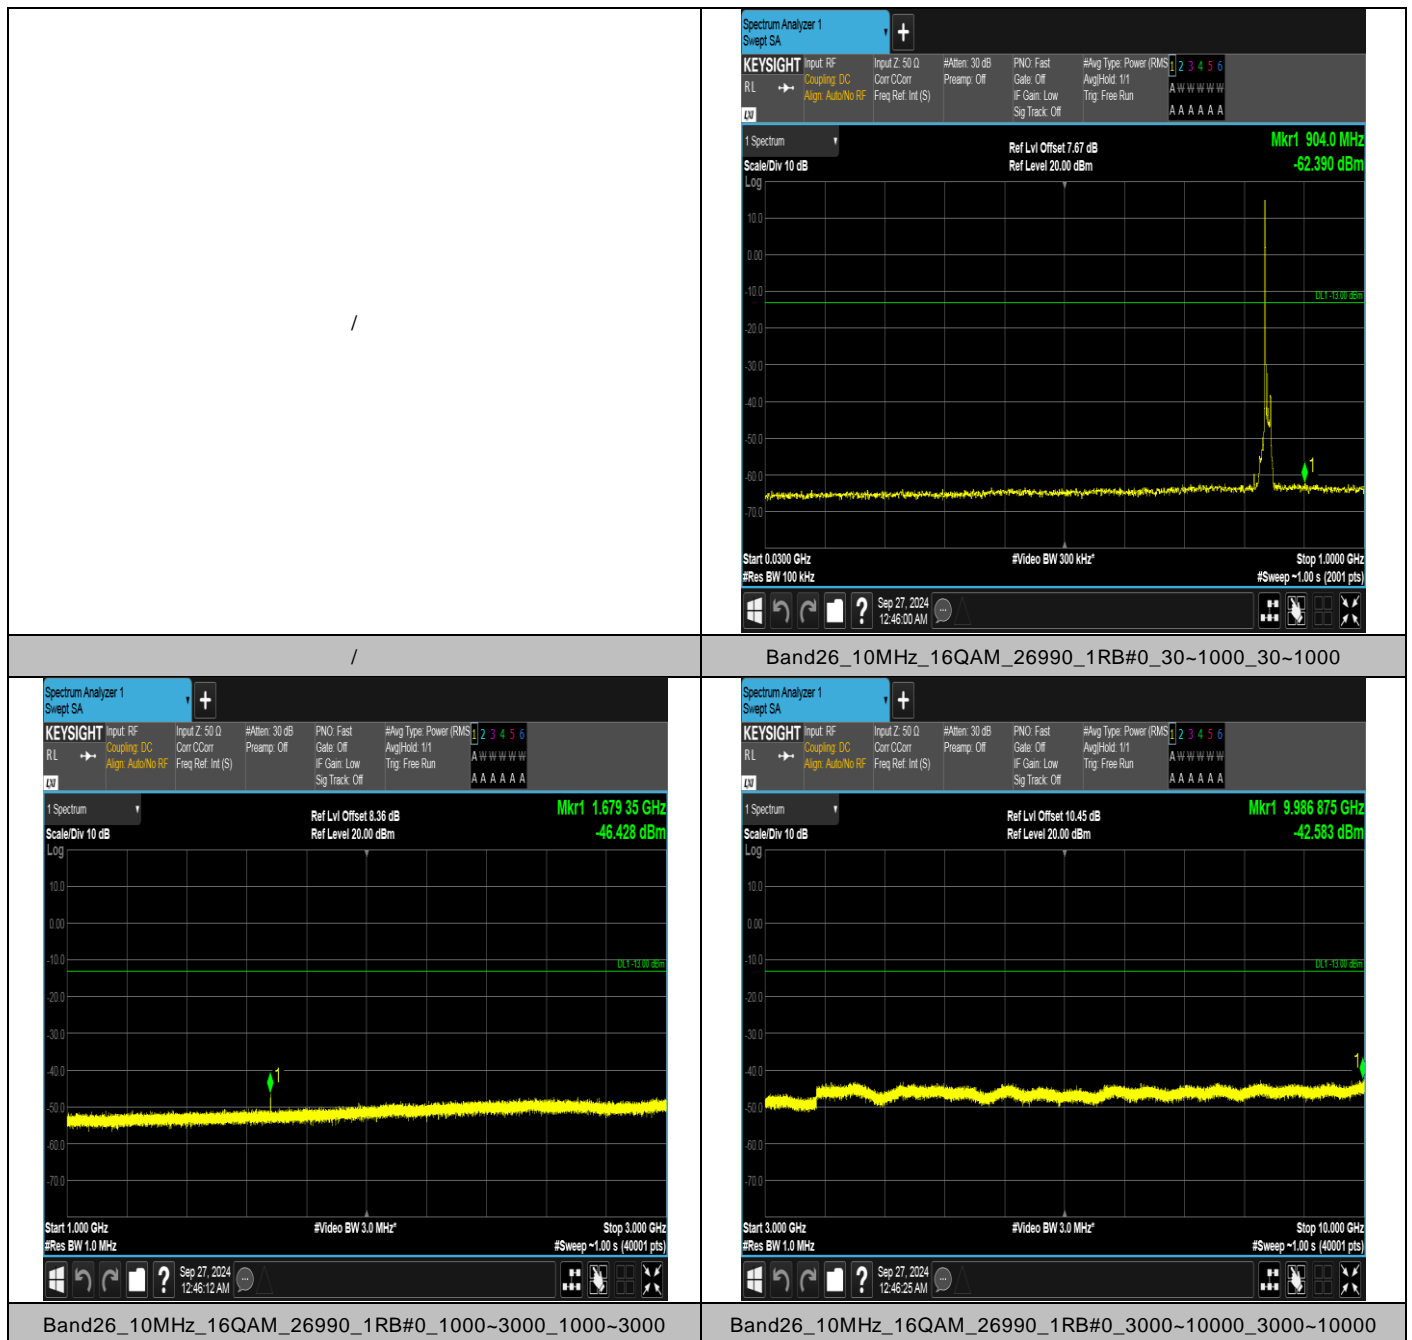 /
Spectrum Analyzer 1
Swept SA
KEYSIGHT
RL
LXI
Input: RF
Coupling: DC
Align: Auto/No RF
Input Z: 50 Ω
Corr CCorr
Freq Ref: Int (S)
#Atten: 30 dB
Preamp: Off
PNO: Fast
Gate: Off
IF Gain: Low
Sig Track: Off
#Avg Type: Power (RMS
Avg|Hold: 1/1
Trig: Free Run
1 2 3 4 5 6
A W W W W W
A A A A A A
1 Spectrum
Scale/Div 10 dB
Log
Ref Lvl Offset 7.67 dB
Ref Level 20.00 dBm
Mkr1 904.0 MHz
-62.390 dBm
10.0
0.00
-10.0
DL1 -13.00 dBm
-20.0
-30.0
-40.0
-50.0
-60.0
1
-70.0
Start 0.0300 GHz
#Video BW 300 kHz*
Stop 1.0000 GHz
#Res BW 100 kHz
#Sweep ~1.00 s (2001 pts)
?
Sep 27, 2024
12:46:00 AM
/
Band26_10MHz_16QAM_26990_1RB#0_30~1000_30~1000
Spectrum Analyzer 1
Swept SA
KEYSIGHT
RL
LXI
Input: RF
Coupling: DC
Align: Auto/No RF
Input Z: 50 Ω
Corr CCorr
Freq Ref: Int (S)
#Atten: 30 dB
Preamp: Off
PNO: Fast
Gate: Off
IF Gain: Low
Sig Track: Off
#Avg Type: Power (RMS
Avg|Hold: 1/1
Trig: Free Run
1 2 3 4 5 6
A W W W W W
A A A A A A
1 Spectrum
Scale/Div 10 dB
Log
Ref Lvl Offset 8.36 dB
Ref Level 20.00 dBm
Mkr1 1.679 35 GHz
-46.428 dBm
10.0
0.00
-10.0
DL1 -13.00 dBm
-20.0
-30.0
-40.0
1
-50.0
-60.0
-70.0
Start 1.000 GHz
#Video BW 3.0 MHz*
Stop 3.000 GHz
#Res BW 1.0 MHz
#Sweep ~1.00 s (40001 pts)
?
Sep 27, 2024
12:46:12 AM
Spectrum Analyzer 1
Swept SA
KEYSIGHT
RL
LXI
Input: RF
Coupling: DC
Align: Auto/No RF
Input Z: 50 Ω
Corr CCorr
Freq Ref: Int (S)
#Atten: 30 dB
Preamp: Off
PNO: Fast
Gate: Off
IF Gain: Low
Sig Track: Off
#Avg Type: Power (RMS
Avg|Hold: 1/1
Trig: Free Run
1 2 3 4 5 6
A W W W W W
A A A A A A
1 Spectrum
Scale/Div 10 dB
Log
Ref Lvl Offset 10.45 dB
Ref Level 20.00 dBm
Mkr1 9.986 875 GHz
-42.583 dBm
10.0
0.00
-10.0
DL1 -13.00 dBm
-20.0
-30.0
1
-40.0
-50.0
-60.0
-70.0
Start 3.000 GHz
#Video BW 3.0 MHz*
Stop 10.000 GHz
#Res BW 1.0 MHz
#Sweep ~1.00 s (40001 pts)
?
Sep 27, 2024
12:46:25 AM
Band26_10MHz_16QAM_26990_1RB#0_1000~3000_1000~3000
Band26_10MHz_16QAM_26990_1RB#0_3000~10000_3000~10000